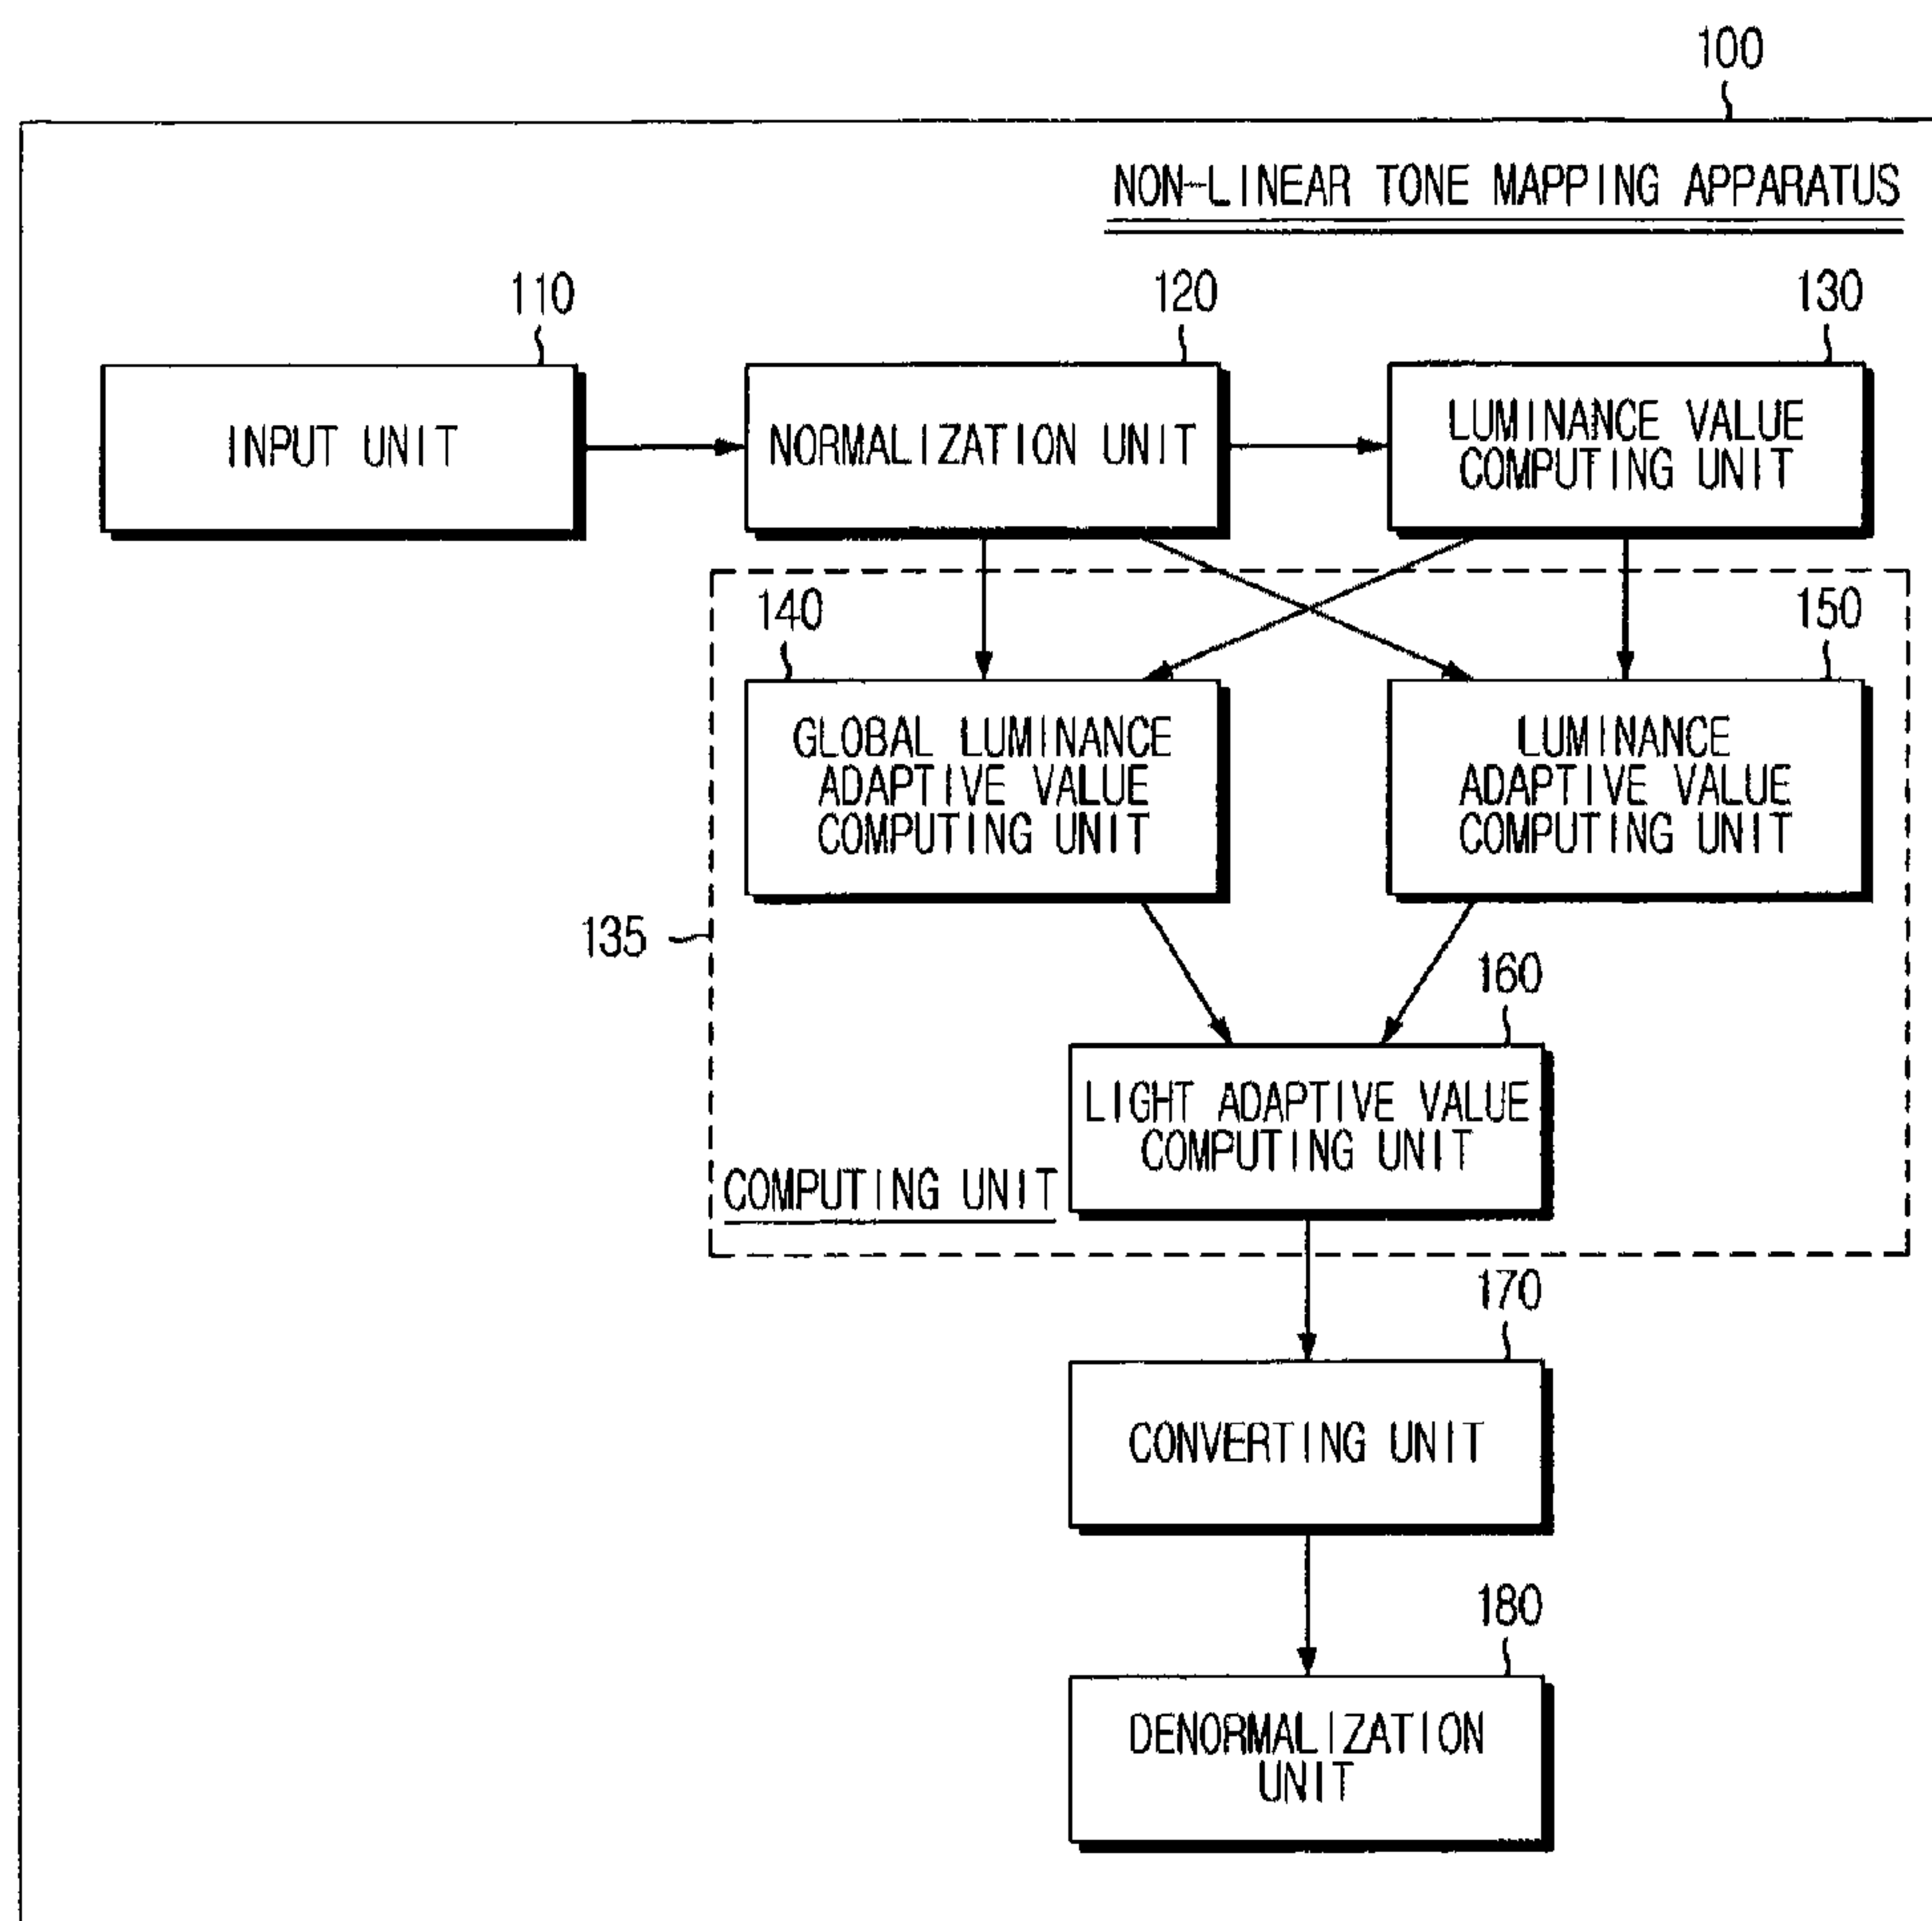 100
NON-LINEAR TONE MAPPING APPARATUS
110
120
130
INPUT UNIT
NORMALIZATION UNIT
LUMINANCE VALUE
COMPUTING UNIT
140
150
GLOBAL LUMINANCE
ADAPTIVE VALUE
COMPUTING UNIT
LUMINANCE
ADAPTIVE VALUE
COMPUTING UNIT
135
160
LIGHT ADAPTIVE VALUE
COMPUTING UNIT
COMPUTING UNIT
170
CONVERTING UNIT
180
DENORMALIZATION
UNIT